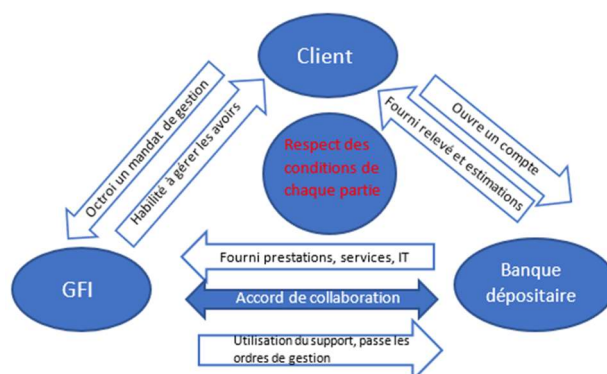 Client
Octroi un mandat de gestion
Habilité à gérer les avoirs
Respect des
conditions de
chaque partie
Ouvre un compte
Fourni relevé et estimations
Fourni prestations, services, IT
GFI
Accord de collaboration
Banque
dépositaire
Utilisation du support, passe les
ordres de gestion